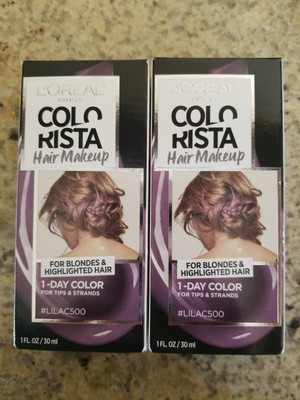 L'ORÉAL
PARIS
COLO
RISTA
Hair Makeup
FOR BLONDES &
HIGHLIGHTED HAIR
1-DAY COLOR
FOR TIPS & STRANDS
#LILAC500
1 FL. OZ / 30 ml
L'ORÉAL
PARIS
COLO
RISTA
Hair Makeup
FOR BLONDES &
HIGHLIGHTED HAIR
1-DAY COLOR
FOR TIPS & STRANDS
#LILAC500
1 FL. OZ / 30 ml